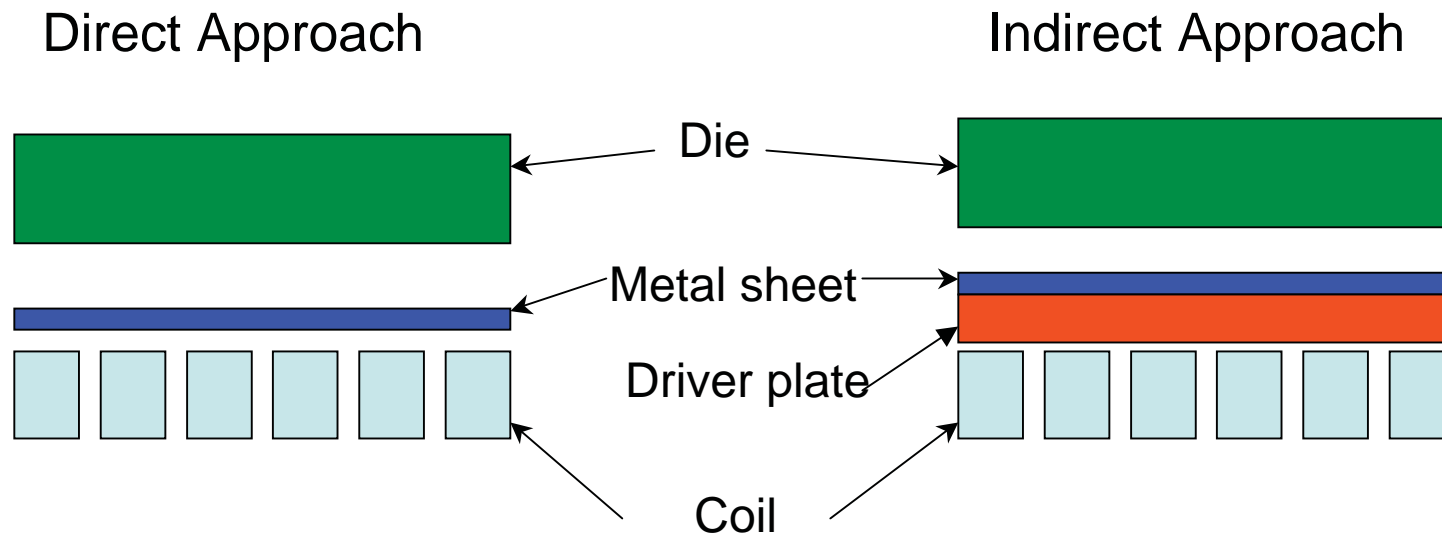 Direct Approach
Indirect Approach
Die
Metal sheet
Driver plate
Coil